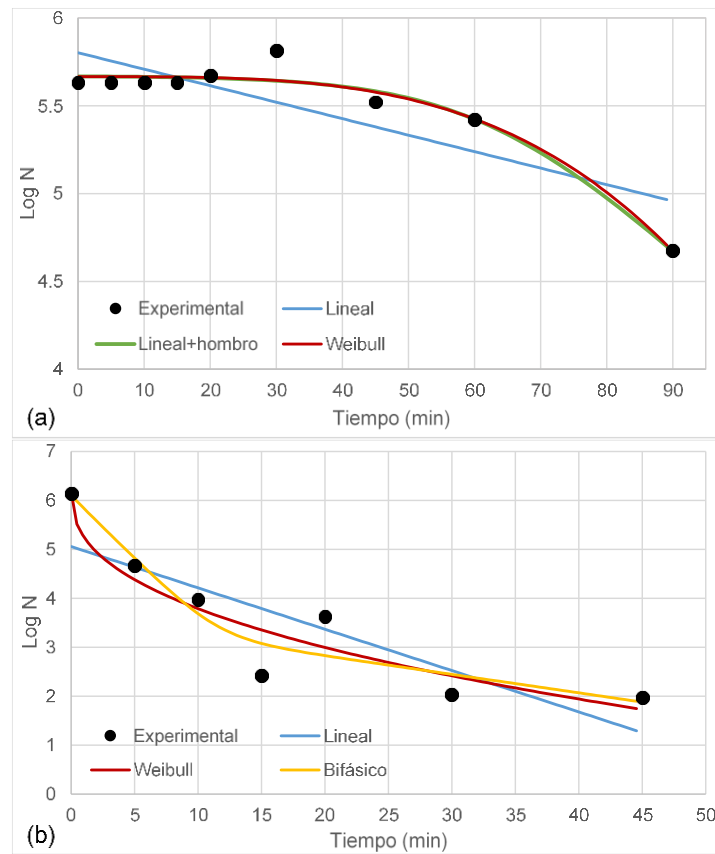 6
5.5
5
4.5
4
Log N
Experimental
Lineal
Lineal+hombro
Weibull
0 10 20 30 40 50 60 70 80 90
Tiempo (min)
(a)
7
6
5
4
3
2
1
0
Log N
Experimental
Lineal
Weibull
Bifásico
0 5 10 15 20 25 30 35 40 45 50
Tiempo (min)
(b)